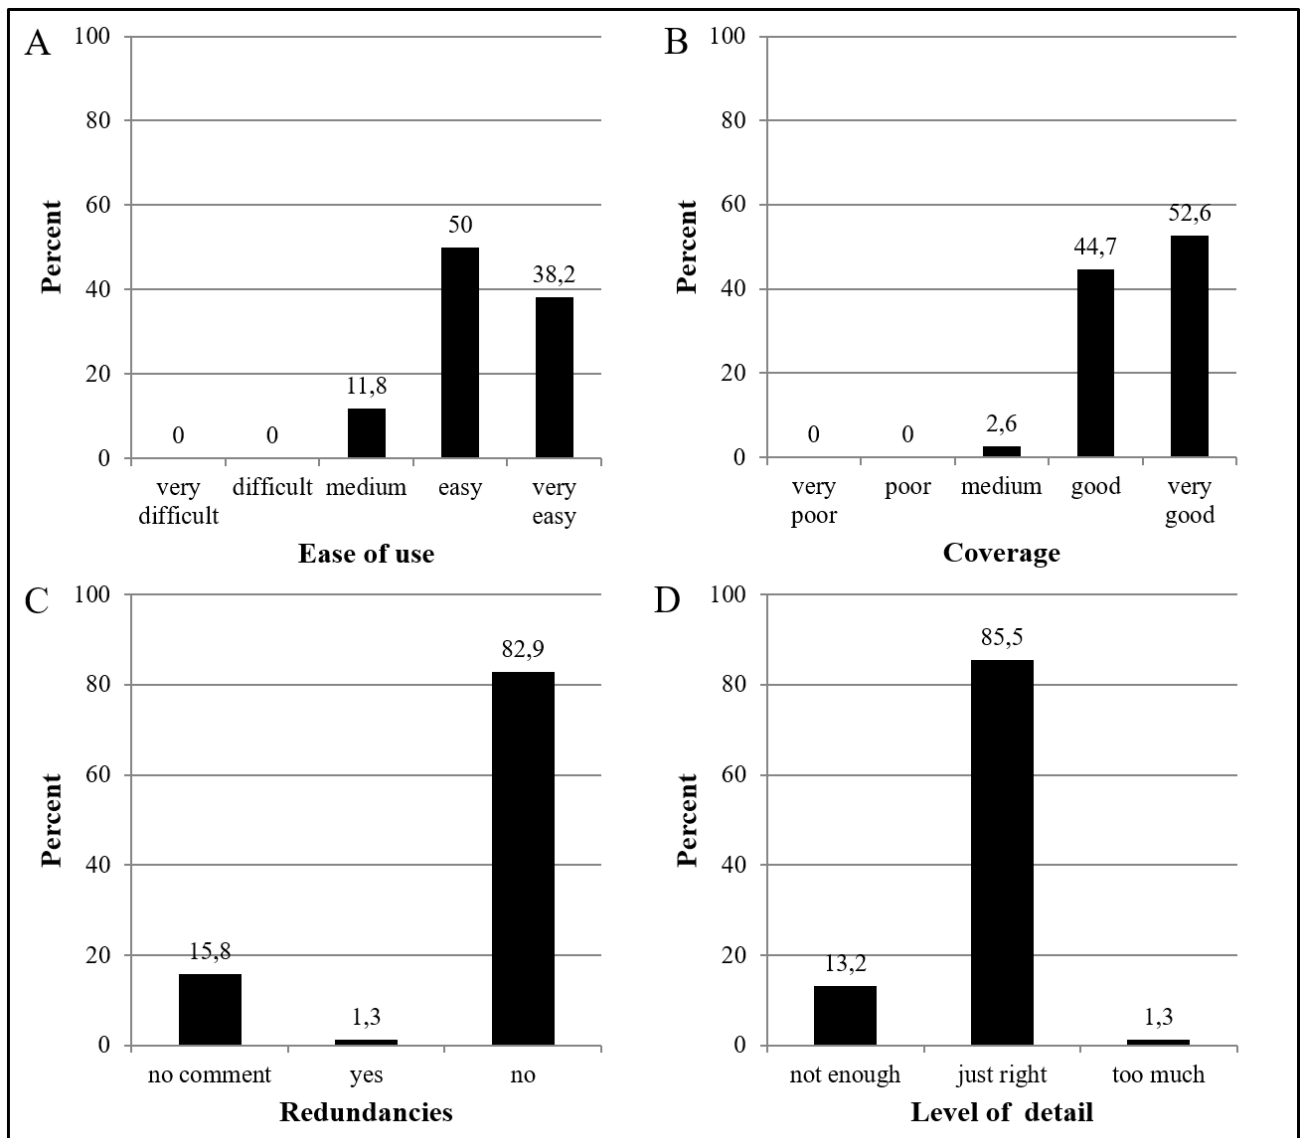 A
100
80
60
40
20
0
Percent
0
0
11,8
50
38,2
very difficult
difficult
medium
easy
very easy
Ease of use
B
100
80
60
40
20
0
Percent
0
0
2,6
44,7
52,6
very poor
poor
medium
good
very good
Coverage
C
100
80
60
40
20
0
Percent
15,8
1,3
82,9
no comment
yes
no
Redundancies
D
100
80
60
40
20
0
Percent
13,2
85,5
1,3
not enough
just right
too much
Level of detail